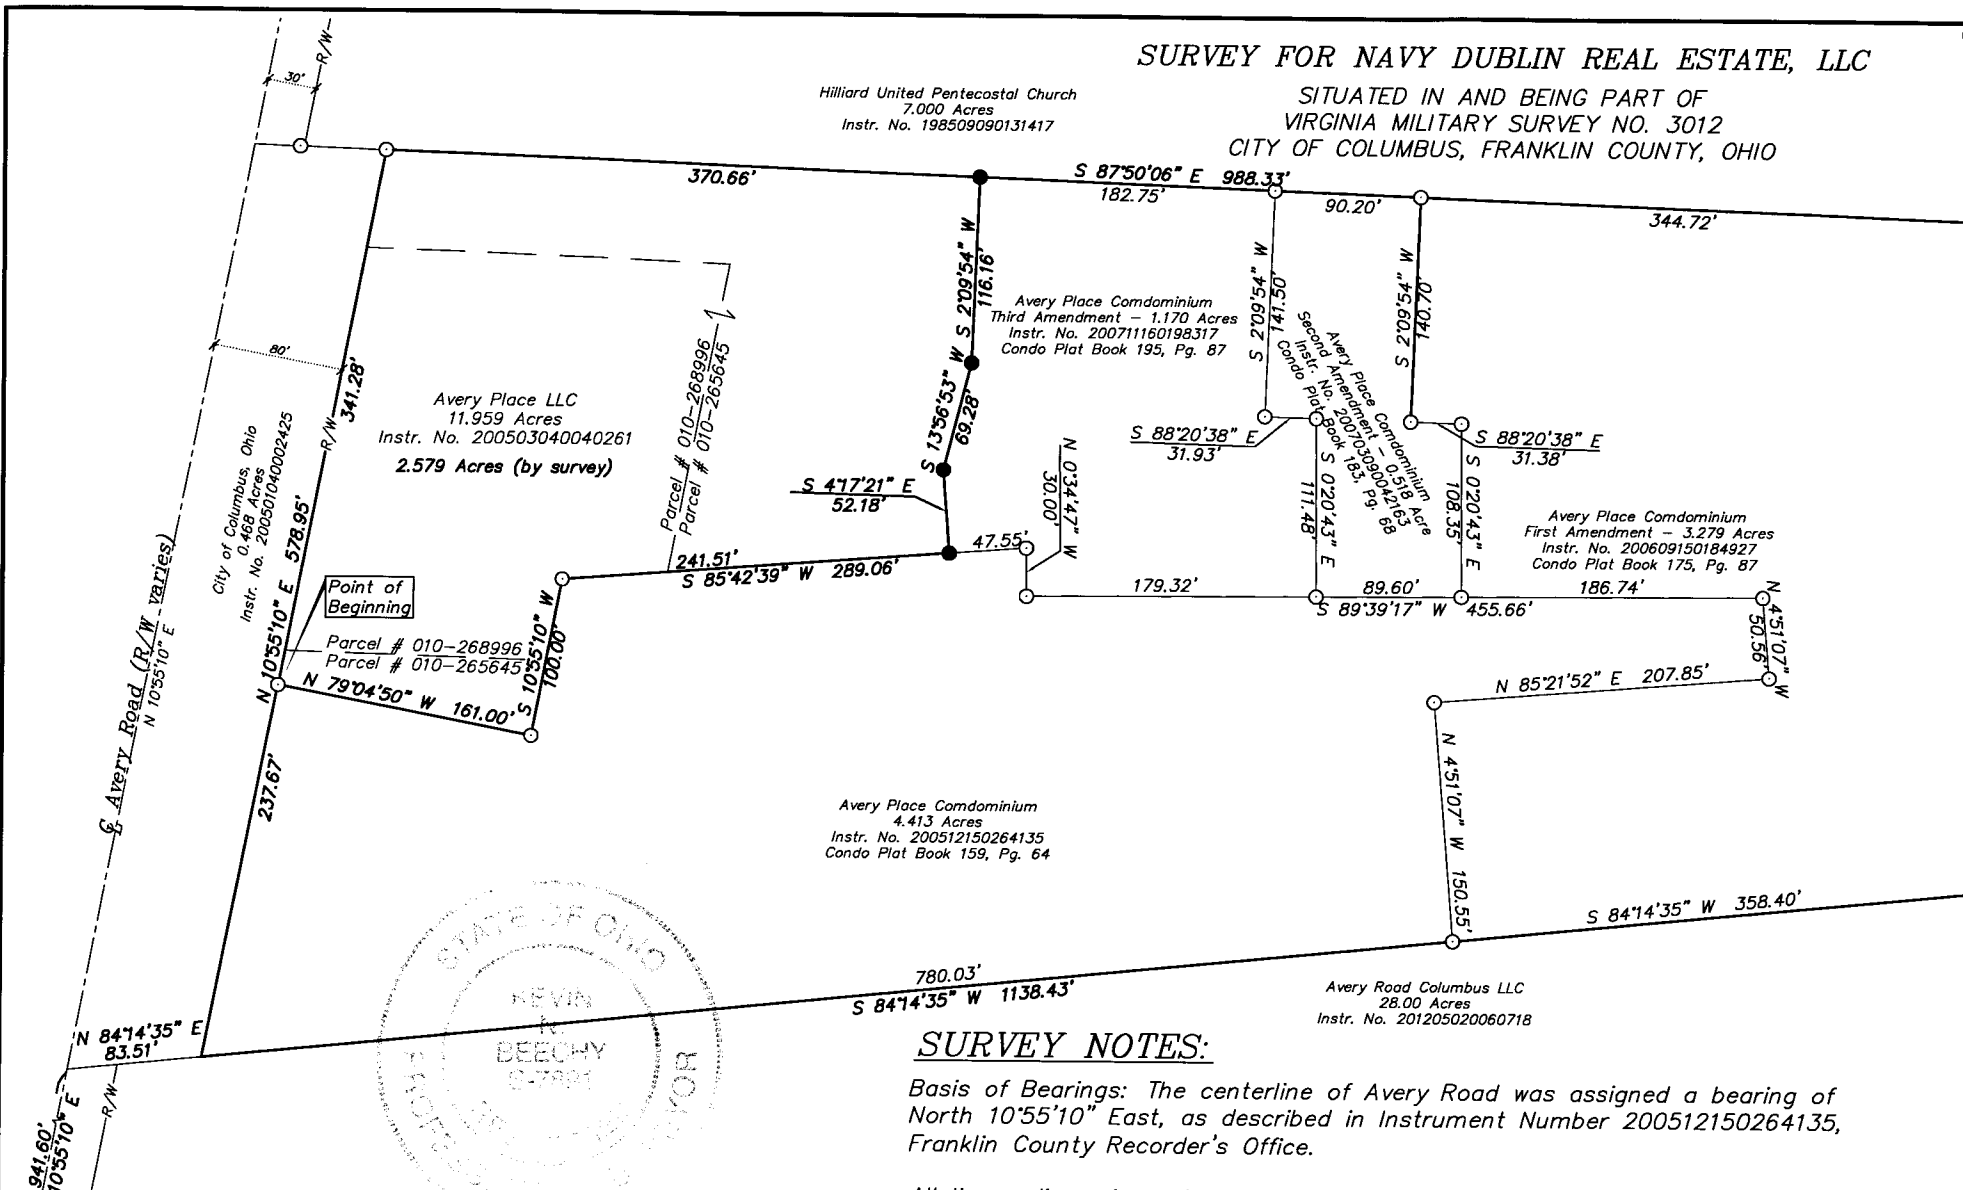 SURVEY FOR NAVY DUBLIN REAL ESTATE, LLC
SITUATED IN AND BEING PART OF
VIRGINIA MILITARY SURVEY NO. 3012
CITY OF COLUMBUS, FRANKLIN COUNTY, OHIO
R/W
30'
Hilliard United Pentecostal Church
7.000 Acres
Instr. No. 198509090131417
370.66'
S 87°50'06" E 988.33'
182.75'
90.20'
344.72'
S 2°09'54" W
116.16'
S 13°56'53" W
69.28'
S 4°17'21" E
52.18'
Avery Place Comdominium
Third Amendment – 1.170 Acres
Instr. No. 200711160198317
Condo Plat Book 195, Pg. 87
S 2°09'54" W
141.50'
S 2°09'54" W
140.70'
Avery Place Comdominium
Second Amendment – 0.518 Acre
Instr. No. 200703090042163
Condo Plat Book 183, Pg. 68
S 88°20'38" E
31.93'
S 88°20'38" E
31.38'
S 0°20'43" E
111.48'
S 0°20'43" E
108.35'
80'
R/W
341.28'
Avery Place LLC
11.959 Acres
Instr. No. 200503040040261
2.579 Acres (by survey)
Parcel # 010-268996
Parcel # 010-265645
City of Columbus, Ohio
0.468 Acres
Instr. No. 200501040002425
N 10°55'10" E 578.95'
N 0°34'47" W
30.00'
47.55'
Avery Place Comdominium
First Amendment – 3.279 Acres
Instr. No. 200609150184927
Condo Plat Book 175, Pg. 87
241.51'
S 85°42'39" W 289.06'
179.32'
89.60'
186.74'
S 89°39'17" W 455.66'
N 4°51'07" W
50.56'
Point of
Beginning
Parcel # 010-268996
Parcel # 010-265645
S 10°55'10" W
100.00'
N 79°04'50" W 161.00'
N 85°21'52" E 207.85'
N 4°51'07" W 150.55'
℄ Avery Road (R/W varies)
N 10°55'10" E
237.67'
Avery Place Comdominium
4.413 Acres
Instr. No. 200512150264135
Condo Plat Book 159, Pg. 64
S 84°14'35" W 358.40'
780.03'
S 84°14'35" W 1138.43'
Avery Road Columbus LLC
28.00 Acres
Instr. No. 201205020060718
STATE OF OHIO
KEVIN
R.
BEECHY
N 84°14'35" E
83.51'
R/W
941.60'
10°55'10" E
SURVEY NOTES:
Basis of Bearings: The centerline of Avery Road was assigned a bearing of
North 10°55'10" East, as described in Instrument Number 200512150264135,
Franklin County Recorder's Office.